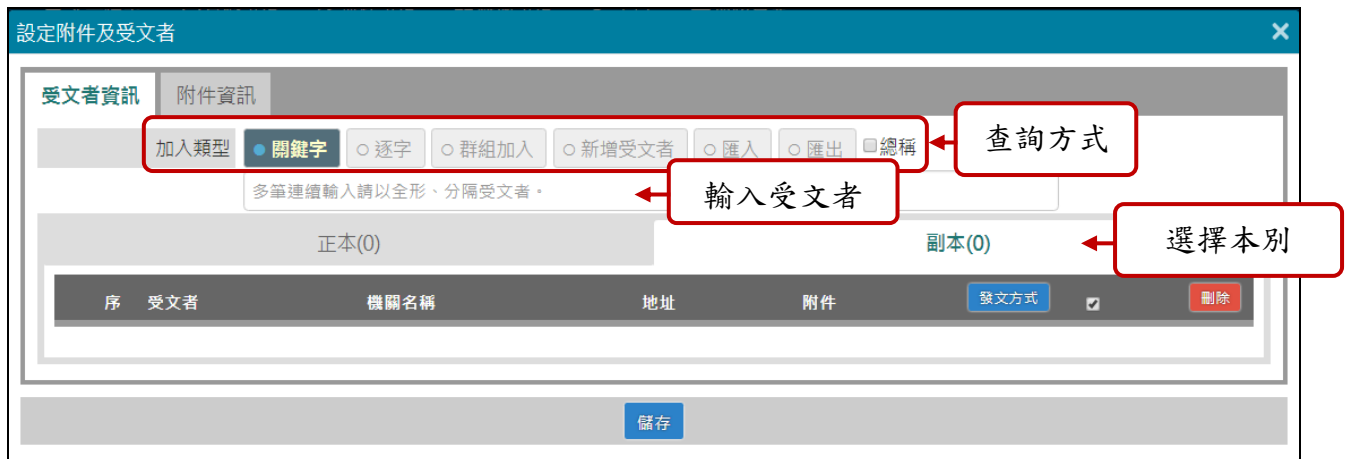 設定附件及受文者
受文者資訊 附件資訊
加入類型 關鍵字 逐字 群組加入 新增受文者 匯入 匯出 總稱 查詢方式
多筆連續輸入請以全形、分隔受文者。 輸入受文者
正本(0) 副本(0) 選擇本別
序 受文者 機關名稱 地址 附件 發文方式 刪除
儲存